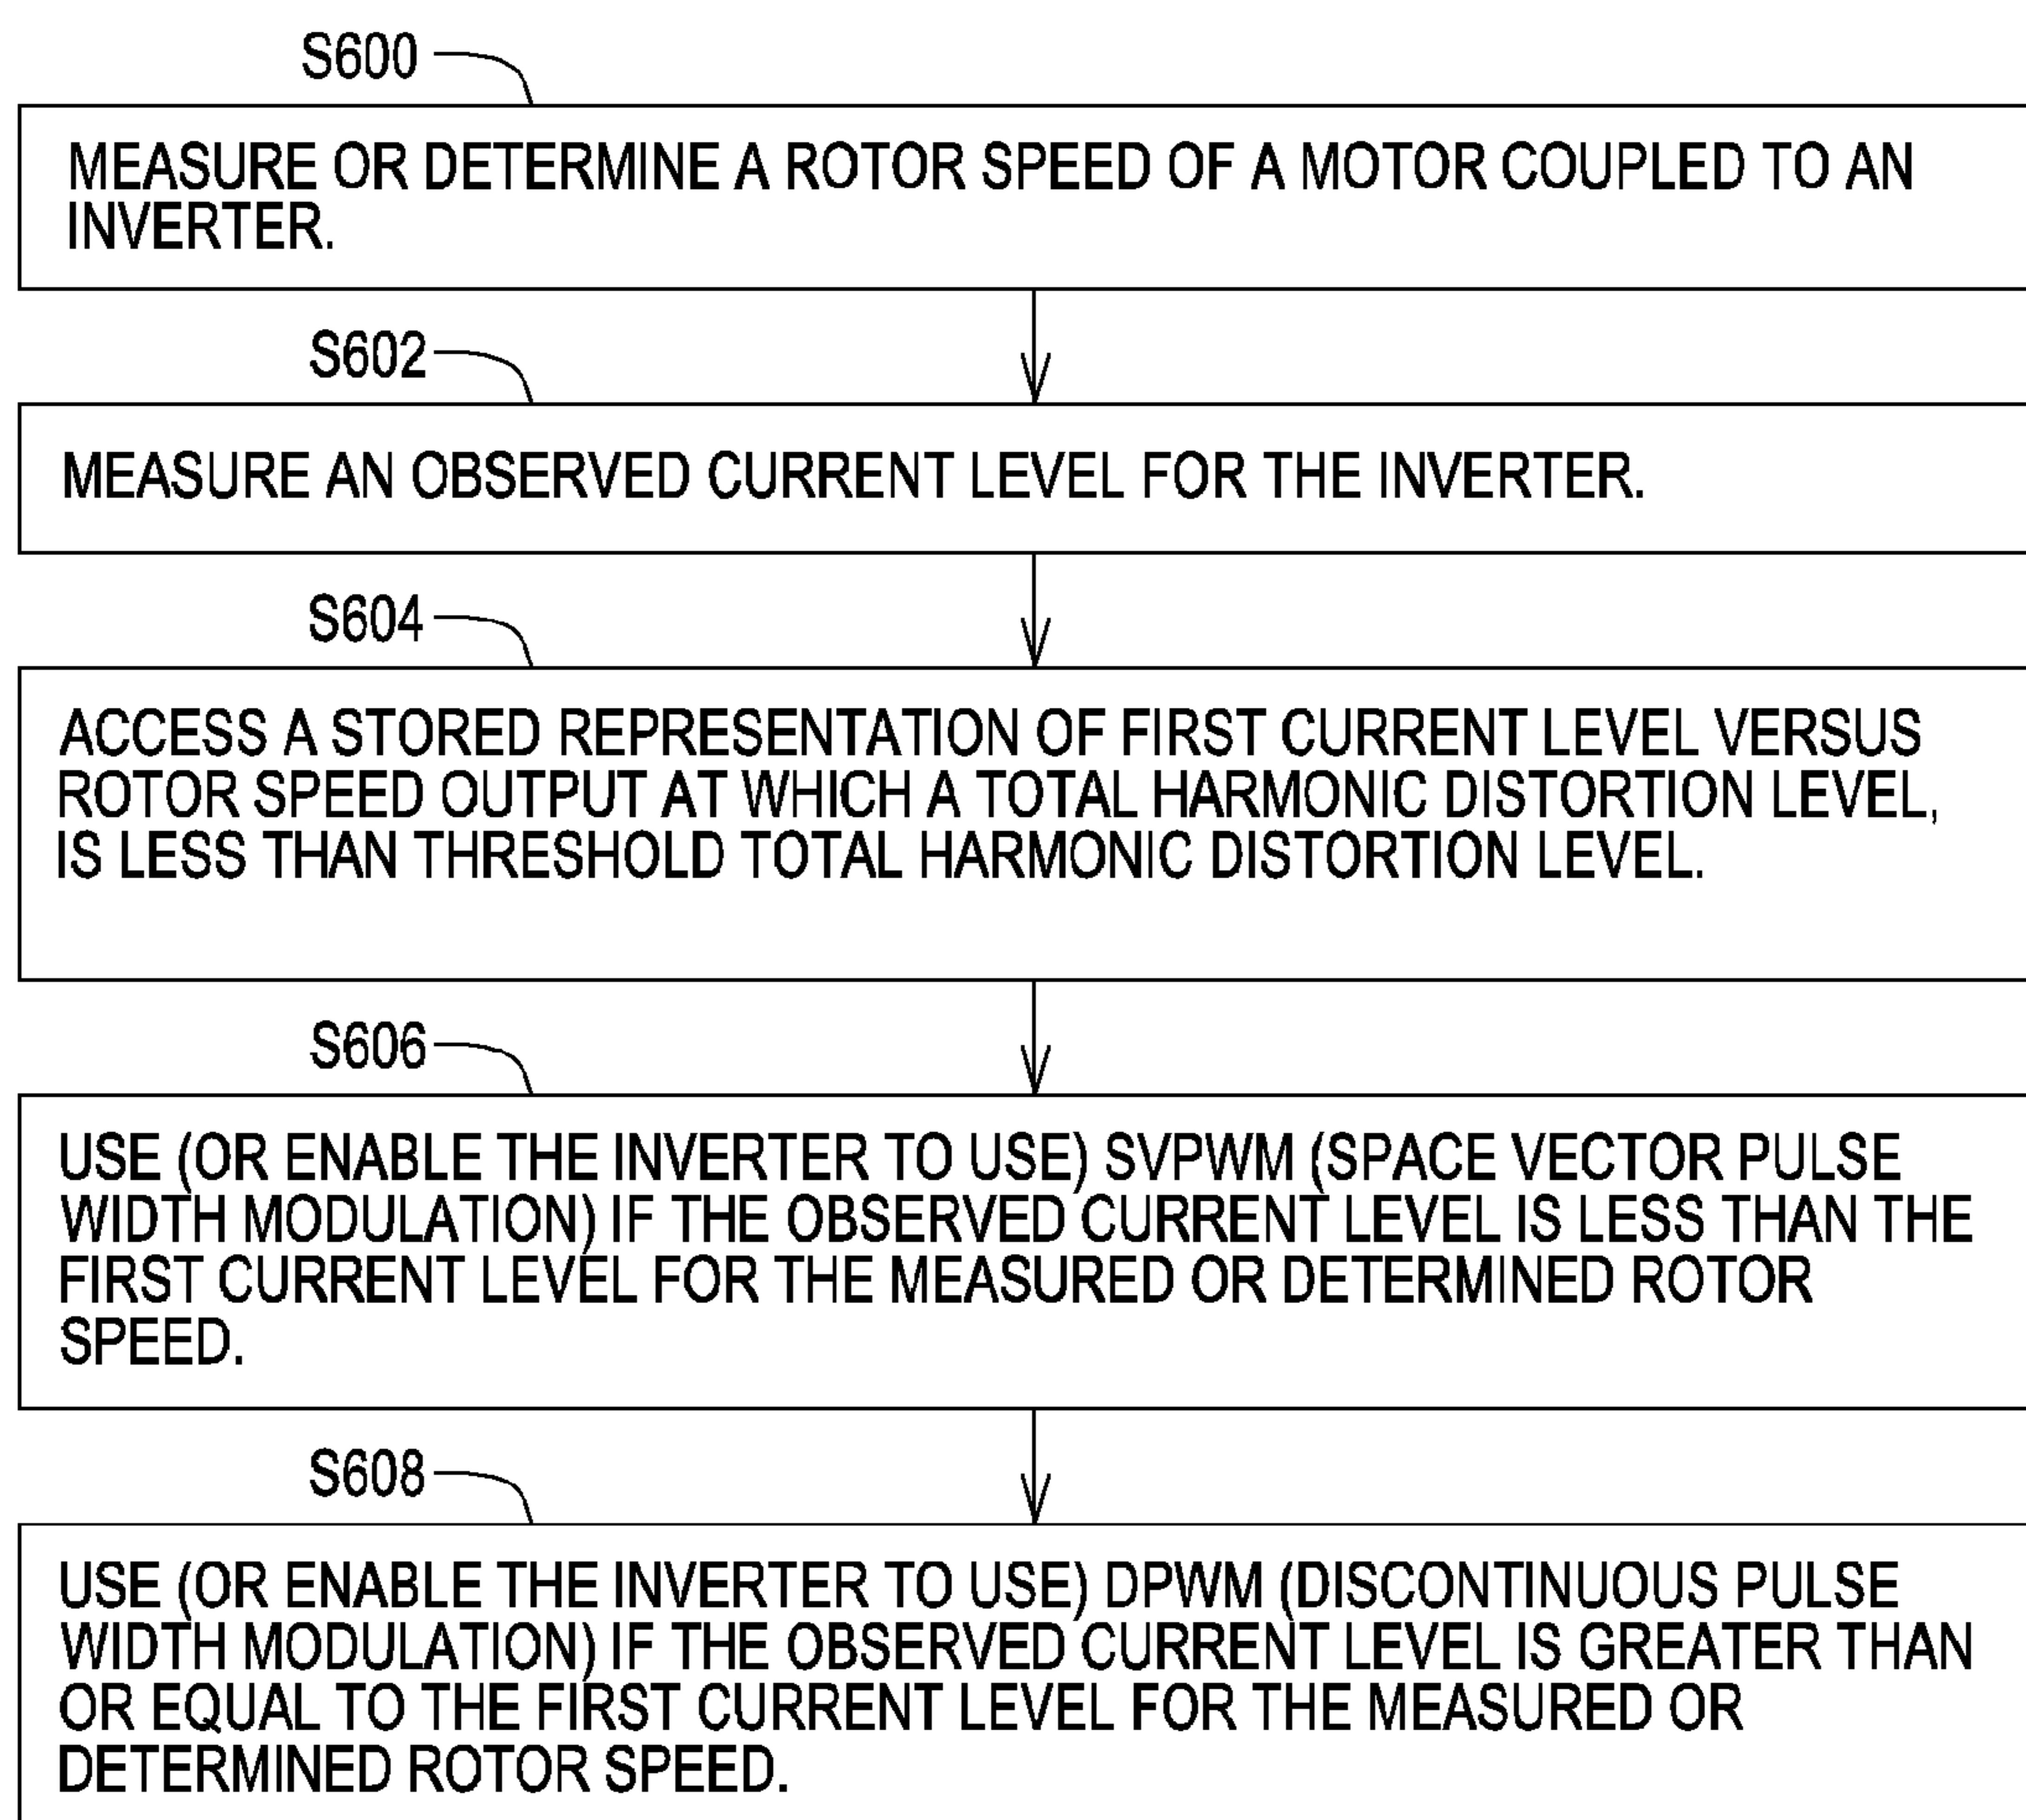 S600
MEASURE OR DETERMINE A ROTOR SPEED OF A MOTOR COUPLED TO AN
INVERTER.
S602
MEASURE AN OBSERVED CURRENT LEVEL FOR THE INVERTER.
S604
ACCESS A STORED REPRESENTATION OF FIRST CURRENT LEVEL VERSUS
ROTOR SPEED OUTPUT AT WHICH A TOTAL HARMONIC DISTORTION LEVEL,
IS LESS THAN THRESHOLD TOTAL HARMONIC DISTORTION LEVEL.
S606
USE (OR ENABLE THE INVERTER TO USE) SVPWM (SPACE VECTOR PULSE
WIDTH MODULATION) IF THE OBSERVED CURRENT LEVEL IS LESS THAN THE
FIRST CURRENT LEVEL FOR THE MEASURED OR DETERMINED ROTOR
SPEED.
S608
USE (OR ENABLE THE INVERTER TO USE) DPWM (DISCONTINUOUS PULSE
WIDTH MODULATION) IF THE OBSERVED CURRENT LEVEL IS GREATER THAN
OR EQUAL TO THE FIRST CURRENT LEVEL FOR THE MEASURED OR
DETERMINED ROTOR SPEED.